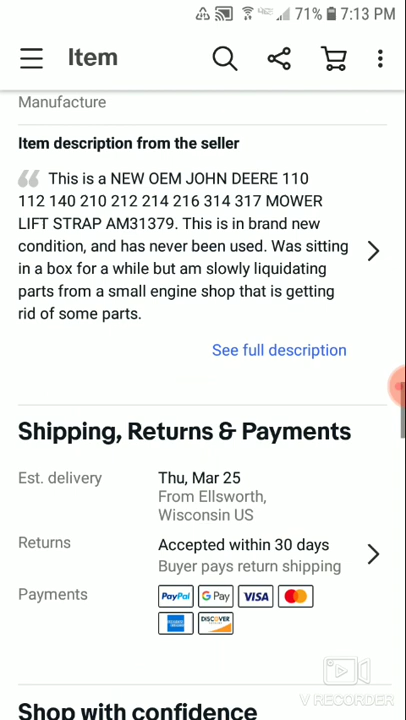 71% 7:13 PM
Item
Manufacture
Item description from the seller
This is a NEW OEM JOHN DEERE 110
112 140 210 212 214 216 314 317 MOWER
LIFT STRAP AM31379. This is in brand new
condition, and has never been used. Was sitting
in a box for a while but am slowly liquidating
parts from a small engine shop that is getting
rid of some parts.
See full description
Shipping, Returns & Payments
Est. delivery Thu, Mar 25
From Ellsworth,
Wisconsin US
Returns Accepted within 30 days
Buyer pays return shipping
Payments PayPal G Pay VISA
DISCOVER
V RECORDER
Shop with confidence